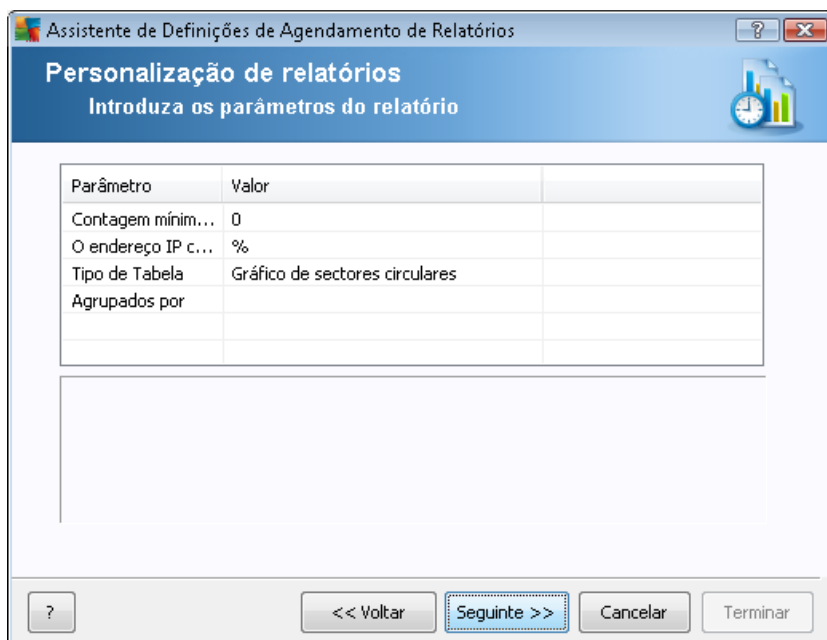 Assistente de Definições de Agendamento de Relatórios ?
Personalização de relatórios
Introduza os parâmetros do relatório
Parâmetro Valor
Contagem mínim... 0
O endereço IP c... %
Tipo de Tabela Gráfico de sectores circulares
Agrupados por
? << Voltar Seguinte >> Cancelar Terminar